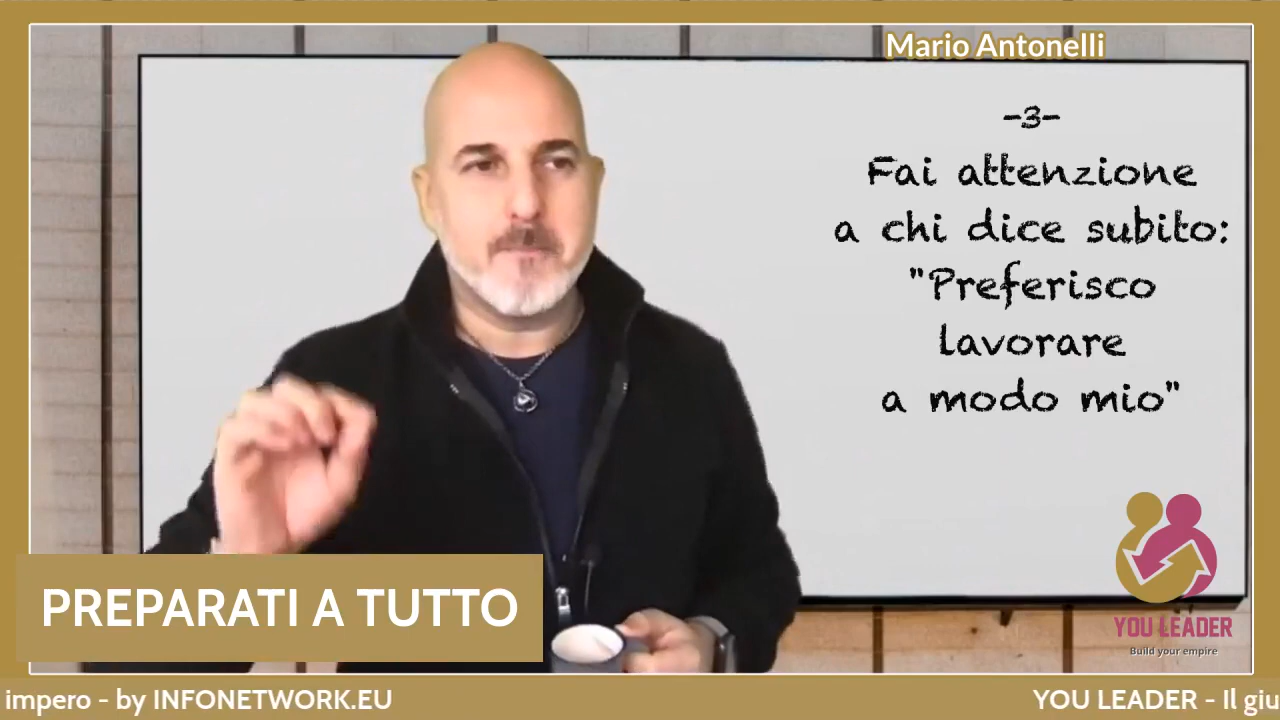 Mario Antonelli
-3-
Fai attenzione
a chi dice subito:
"Preferisco
lavorare
a modo mio"
PREPARATI A TUTTO
YOU LEADER
Build your empire
impero - by INFONETWORK.EU
YOU LEADER - Il giu